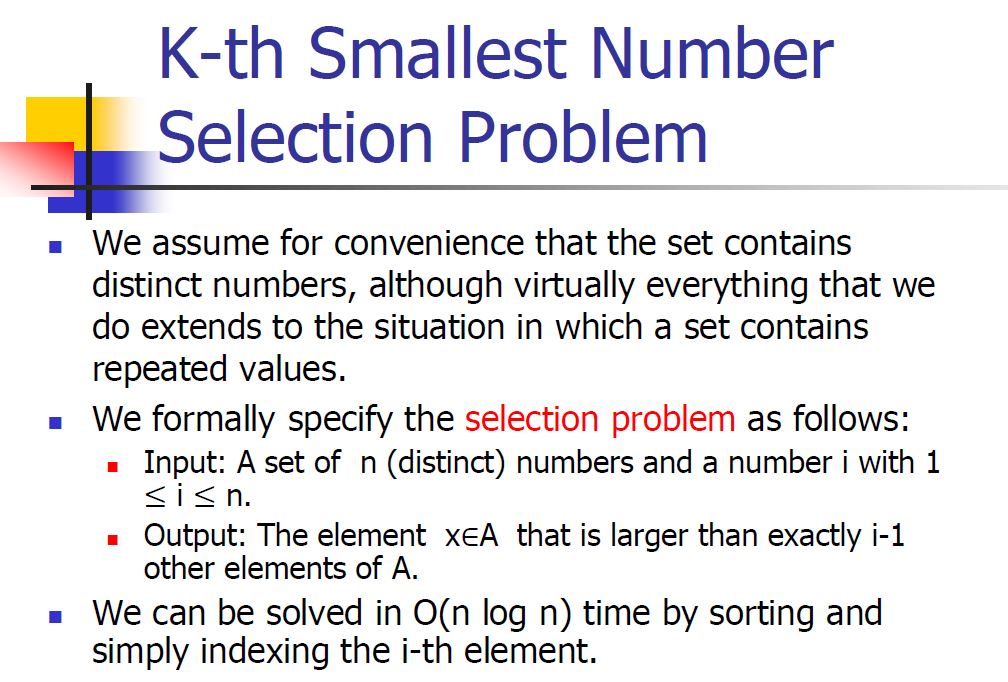 K-th Smallest Number
Selection Problem
We assume for convenience that the set contains
distinct numbers, although virtually everything that we
do extends to the situation in which a set contains
repeated values.
We formally specify the selection problem as follows:
Input: A set of n (distinct) numbers and a number i with 1
≤ i ≤ n.
Output: The element x∈A that is larger than exactly i-1
other elements of A.
We can be solved in O(n log n) time by sorting and
simply indexing the i-th element.